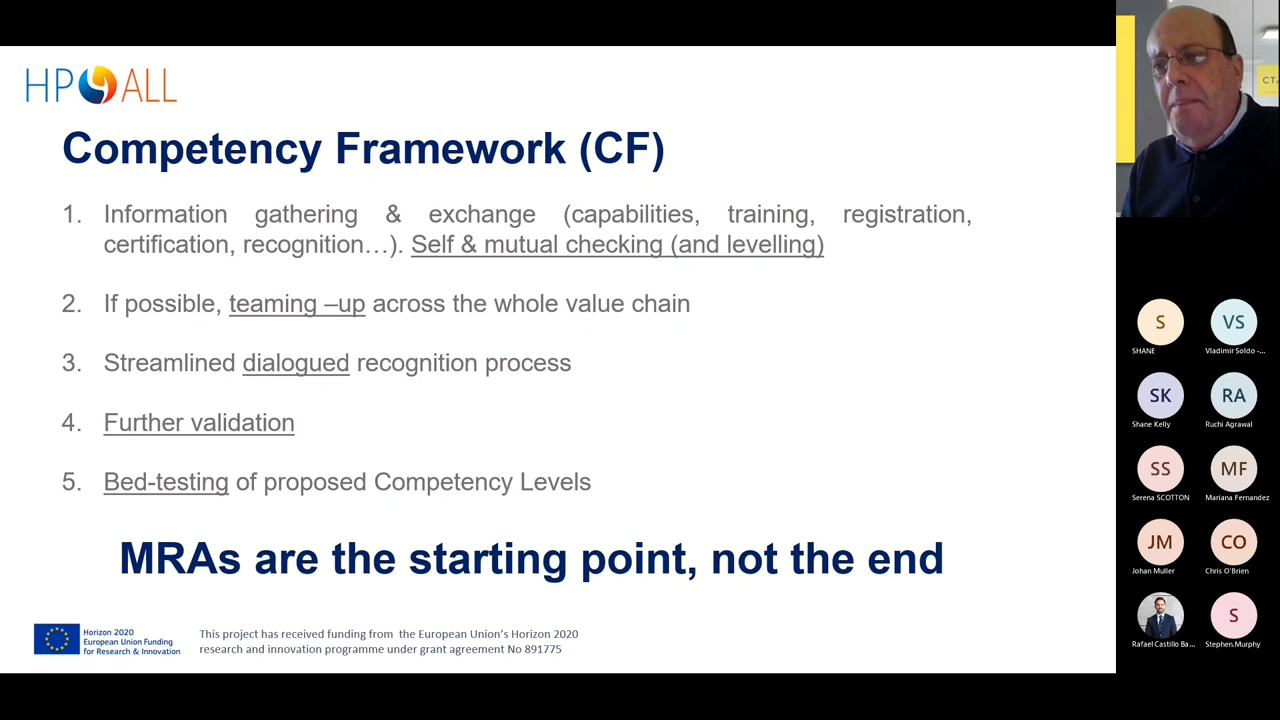 HP4ALL
Competency Framework (CF)
1. Information gathering & exchange (capabilities, training, registration,
certification, recognition…). Self & mutual checking (and levelling)
2. If possible, teaming –up across the whole value chain
3. Streamlined dialogued recognition process
4. Further validation
5. Bed-testing of proposed Competency Levels
MRAs are the starting point, not the end
Horizon 2020
European Union Funding
for Research & Innovation
This project has received funding from the European Union's Horizon 2020
research and innovation programme under grant agreement No 891775
S
VS
SHANE
Vladimir Soldo -...
SK
RA
Shane Kelly
Ruchi Agrawal
SS
MF
Serena SCOTTON
Mariana Fernandez
JM
CO
Johan Muller
Chris O'Brien
S
Rafael Castillo Ba...
Stephen.Murphy